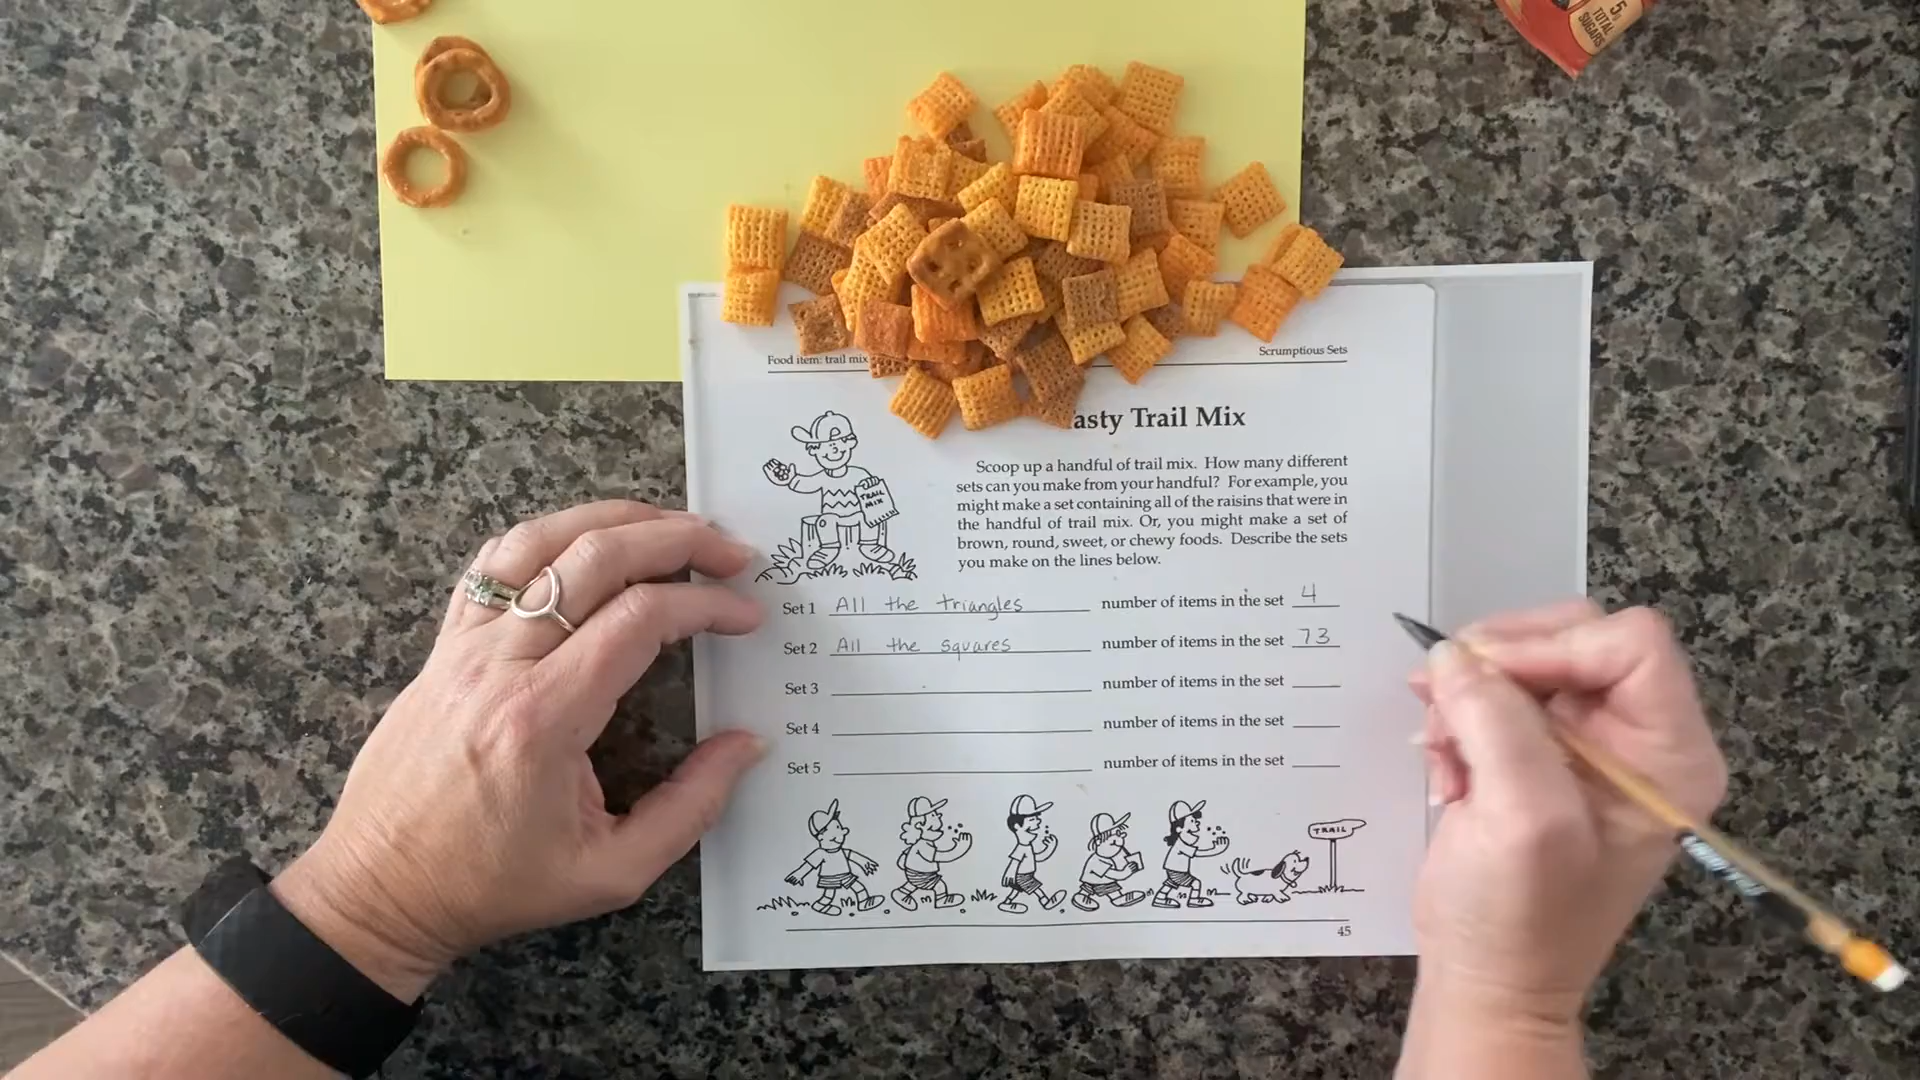 5g
TOTAL
SUGARS
Food item: trail mix
Scrumptious Sets
asty Trail Mix
TRAIL
MIX
Scoop up a handful of trail mix. How many different
sets can you make from your handful? For example, you
might make a set containing all of the raisins that were in
the handful of trail mix. Or, you might make a set of
brown, round, sweet, or chewy foods. Describe the sets
you make on the lines below.
Set 1 All the triangles number of items in the set 4
Set 2 All the squares number of items in the set 73
Set 3 number of items in the set
Set 4 number of items in the set
Set 5 number of items in the set
TRAIL
45